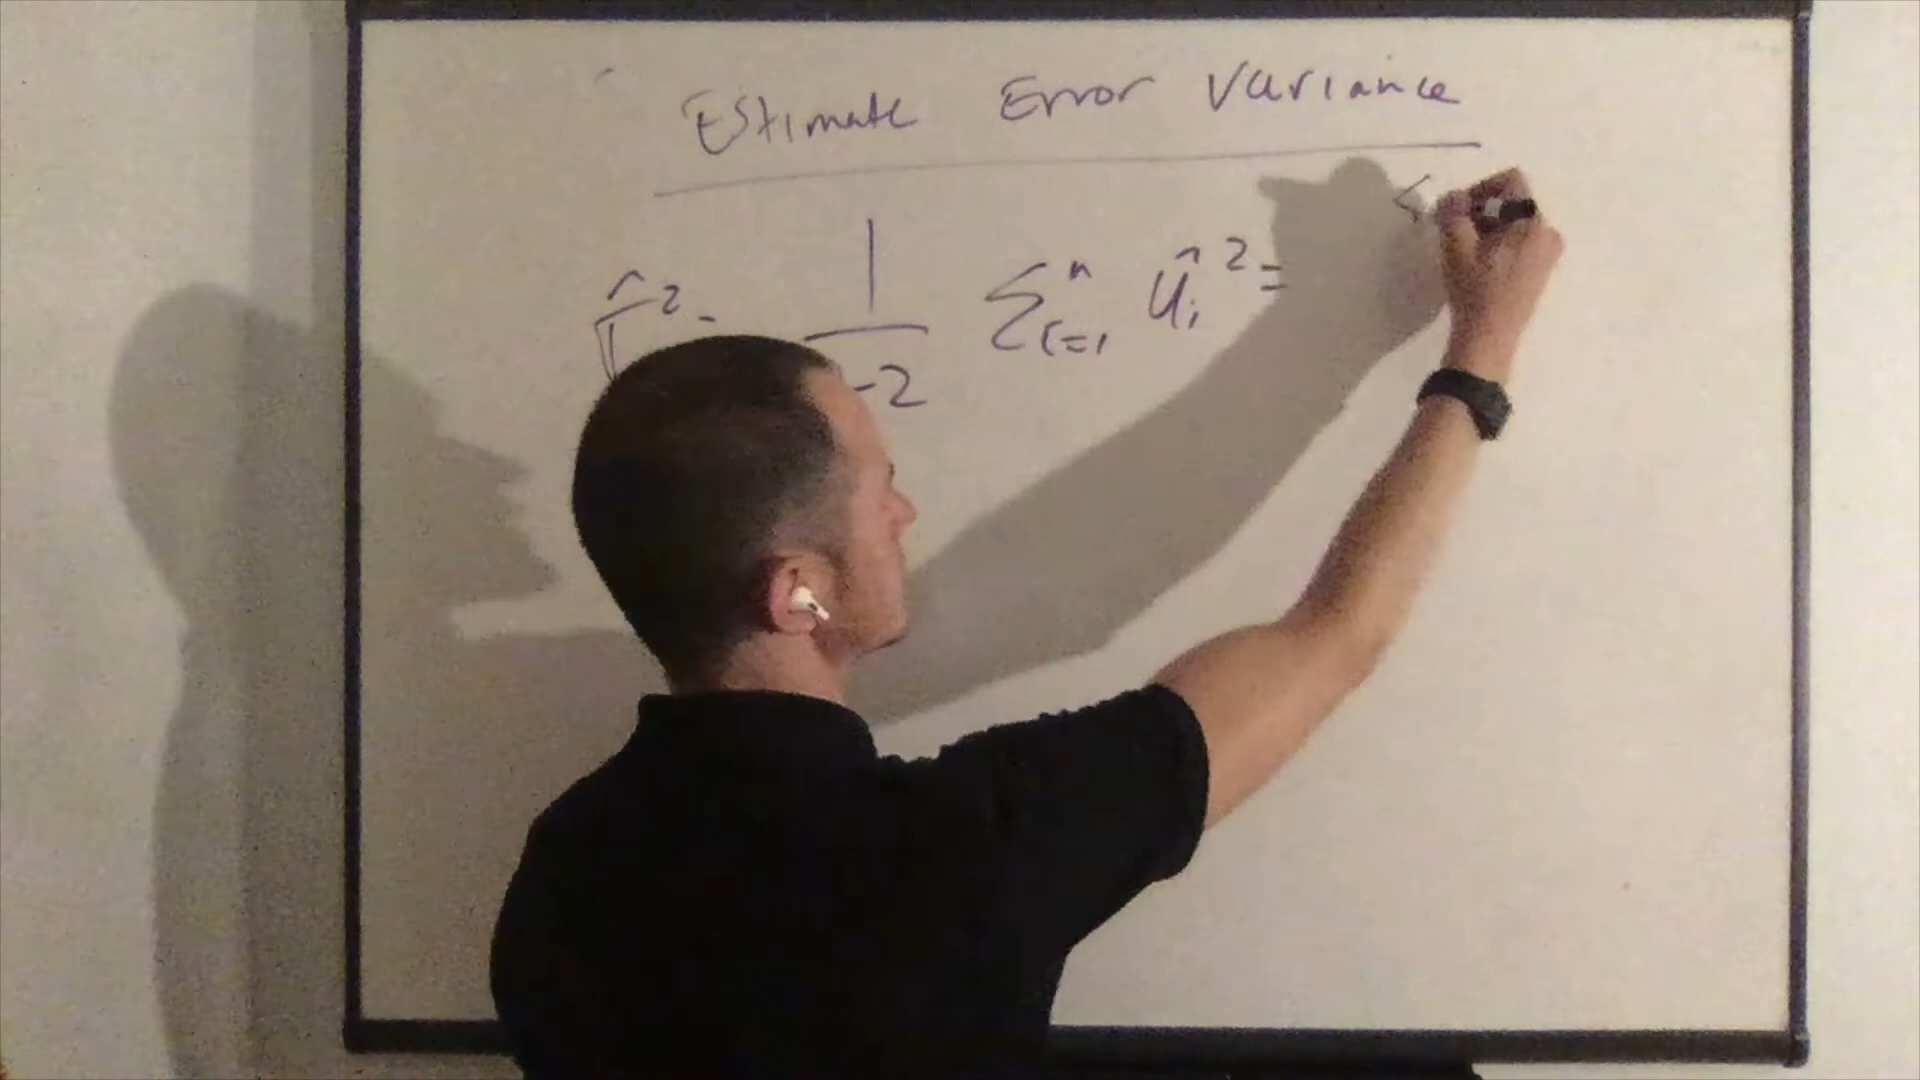 Estimate Error Variance
σ̂² = 1/-2 Σⁿᵢ₌₁ ûᵢ² = S